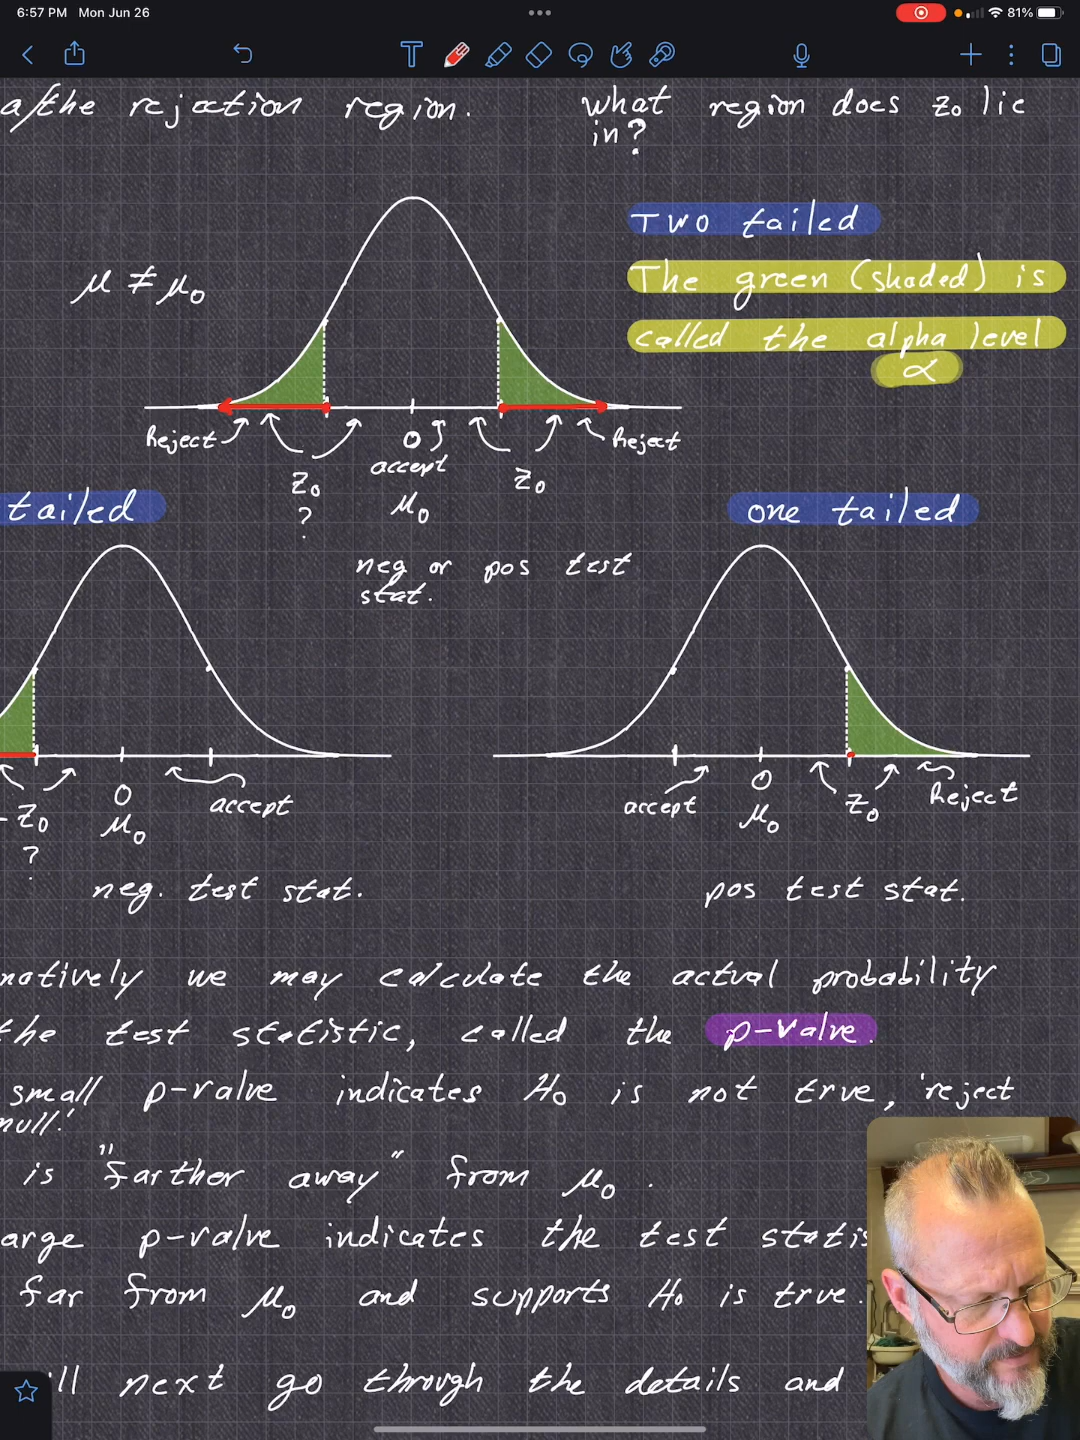 6:57 PM Mon Jun 26
81%
a/the rejection region. what region does z₀ lie
in?
Two tailed
μ ≠ μ₀
The green (shaded) is
called the alpha level
α
Reject
0
accept
Reject
z₀
?
μ₀
z₀
tailed
one tailed
neg or pos test
stat.
- z₀
?
0
μ₀
accept
accept
0
μ₀
z₀
Reject
neg. test stat.
pos test stat.
natively we may calculate the actual probability
the test statistic, called the p-value.
small p-value indicates H₀ is not true, 'reject
null.'
is "farther away" from μ₀.
arge p-value indicates the test statis
far from μ₀ and supports H₀ is true.
ill next go through the details and